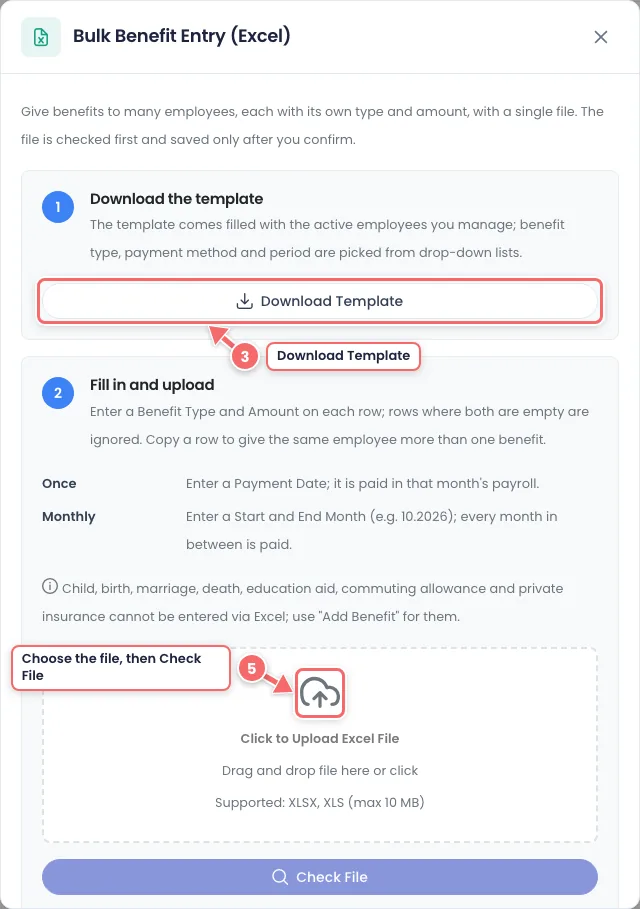 Bulk Benefit Entry (Excel)
Give benefits to many employees, each with its own type and amount, with a single file. The
file is checked first and saved only after you confirm.
1
Download the template
The template comes filled with the active employees you manage; benefit
type, payment method and period are picked from drop-down lists.
Download Template
3
Download Template
2
Fill in and upload
Enter a Benefit Type and Amount on each row; rows where both are empty are
ignored. Copy a row to give the same employee more than one benefit.
Once
Enter a Payment Date; it is paid in that month's payroll.
Monthly
Enter a Start and End Month (e.g. 10.2026); every month in
between is paid.
Child, birth, marriage, death, education aid, commuting allowance and private
insurance cannot be entered via Excel; use "Add Benefit" for them.
Choose the file, then Check
File
5
Click to Upload Excel File
Drag and drop file here or click
Supported: XLSX, XLS (max 10 MB)
Check File